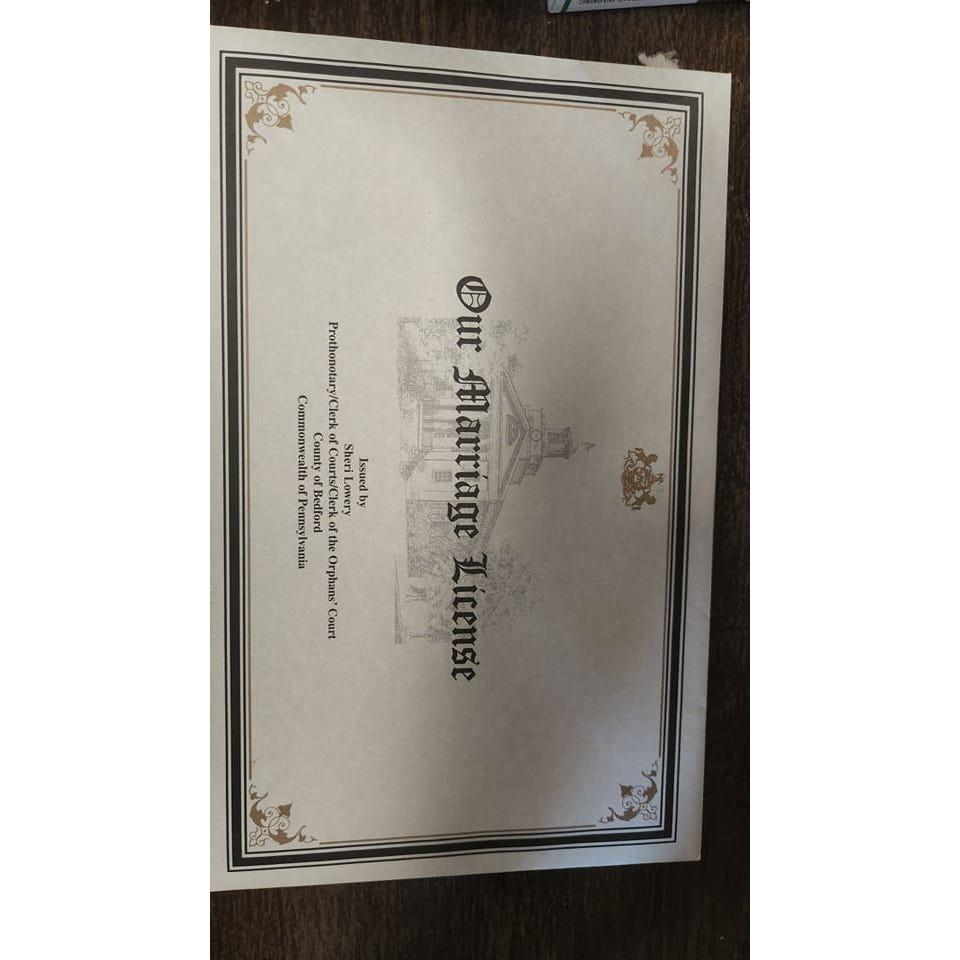 Our Marriage License
Issued by
Sheri Lowery
Prothonotary/Clerk of Courts/Clerk of the Orphans' Court
County of Bedford
Commonwealth of Pennsylvania